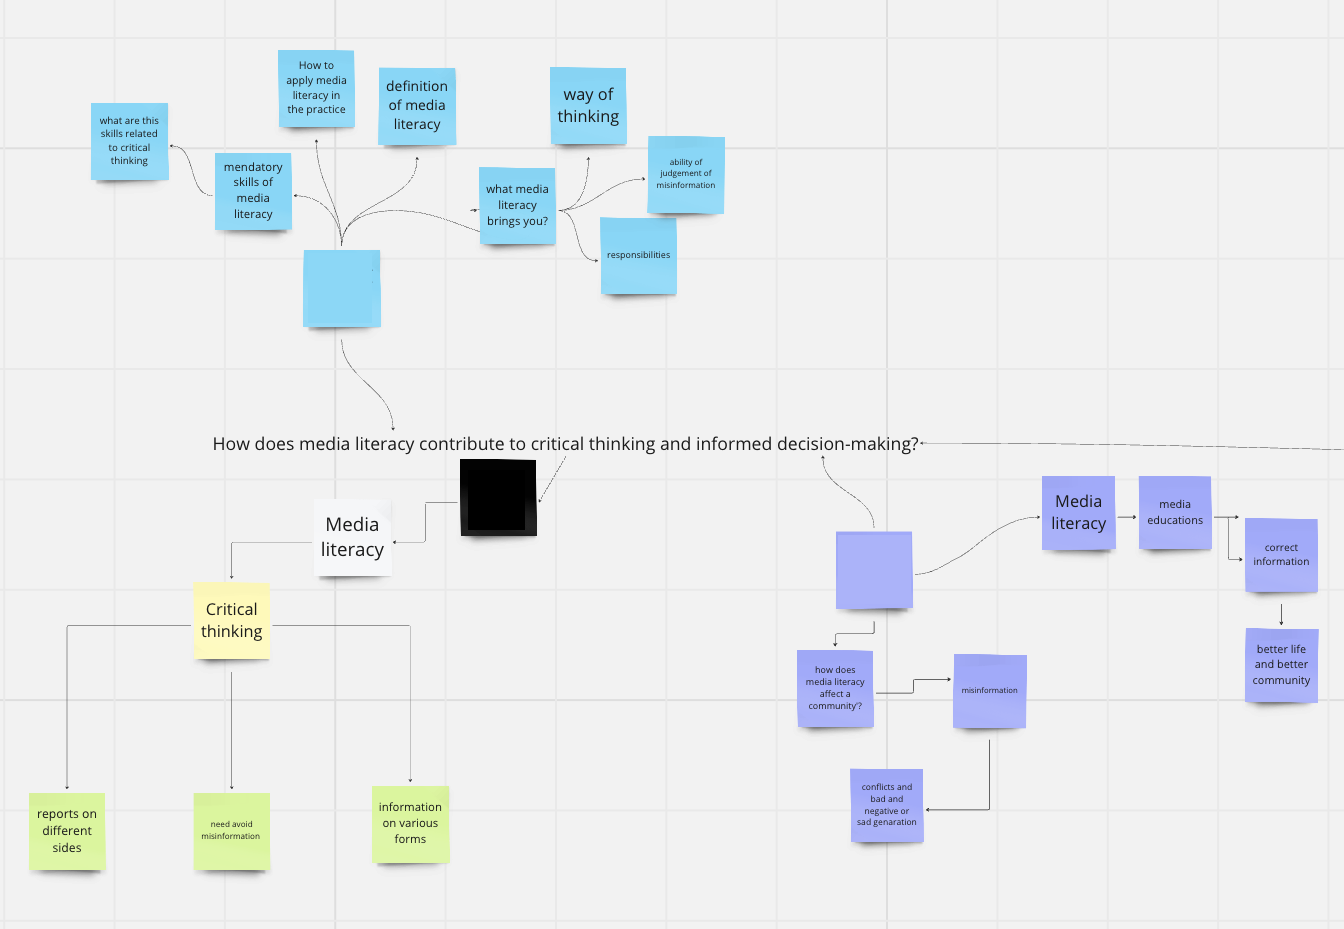 How to
apply media
literacy in
the practice
definition
of media
literacy
way of
thinking
what are this
skills related
to critical
thinking
mendatory
skills of
media
literacy
what media
literacy
brings you?
ability of
judgement of
misinformation
responsibilities
How does media literacy contribute to critical thinking and informed decision-making?
Media
literacy
Critical
thinking
reports on
different
sides
need avoid
misinformation
information
on various
forms
Media
literacy
media
educations
correct
information
better life
and better
community
how does
media literacy
affect a
community'?
misinformation
conflicts and
bad and
negative or
sad genaration